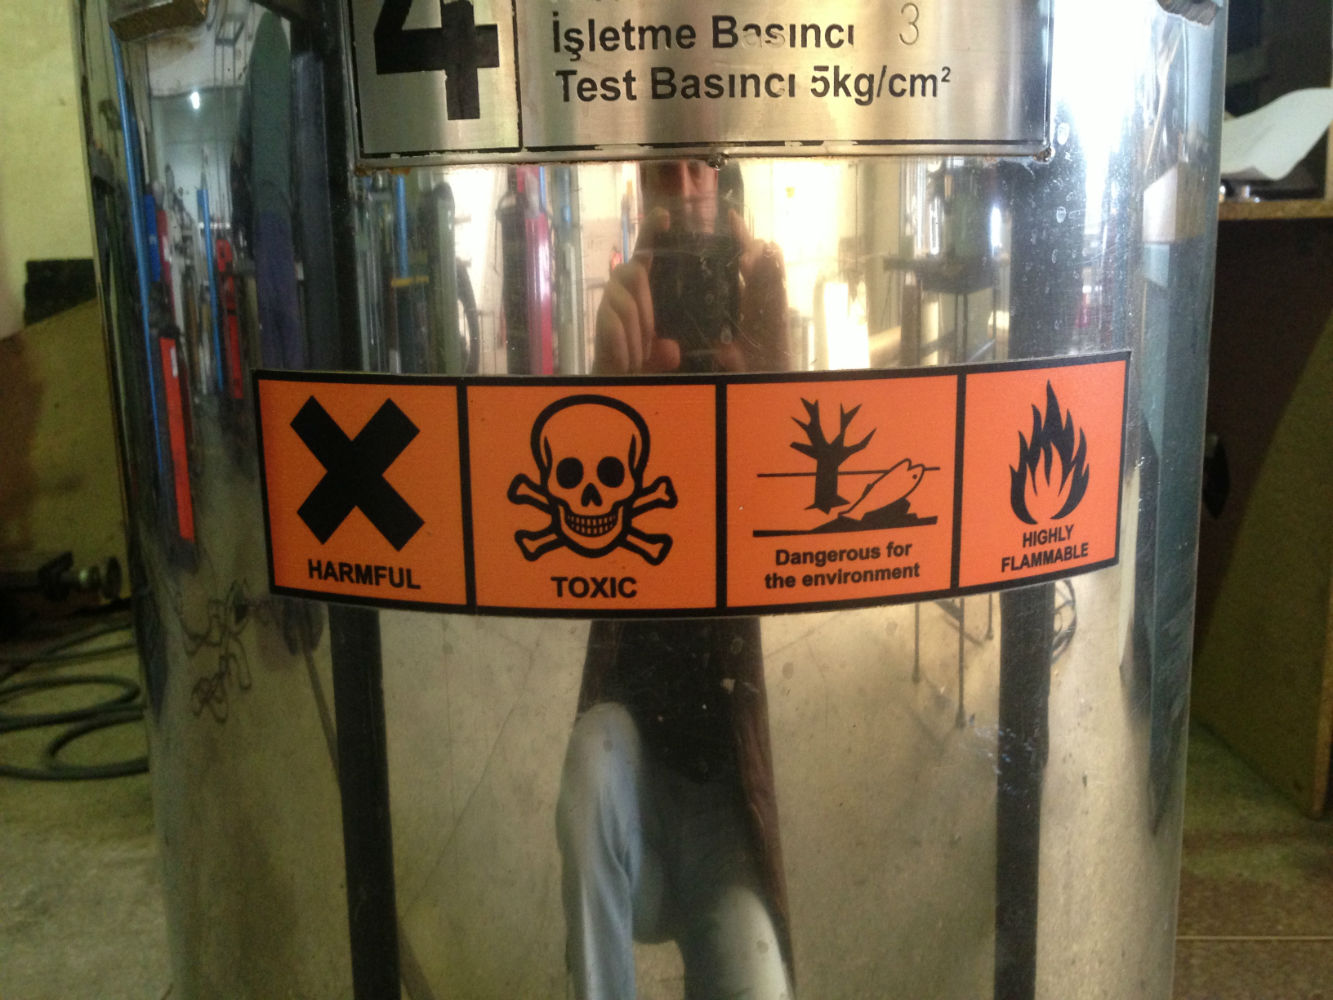 4
İşletme Basıncı 3
Test Basıncı 5kg/cm²
HARMFUL
TOXIC
Dangerous for
the environment
HIGHLY
FLAMMABLE